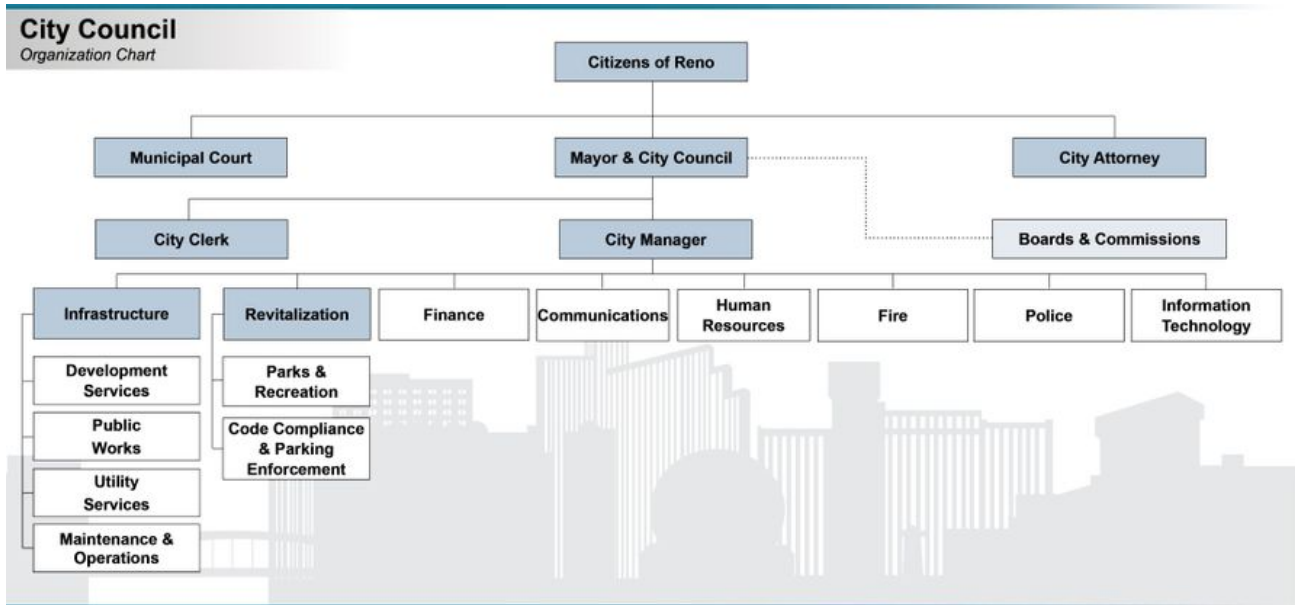 City Council
Organization Chart
Citizens of Reno
Municipal Court
Mayor & City Council
City Attorney
City Clerk
City Manager
Boards & Commissions
Infrastructure
Revitalization
Finance
Communications
Human
Resources
Fire
Police
Information
Technology
Development
Services
Public
Works
Utility
Services
Maintenance &
Operations
Parks &
Recreation
Code Compliance
& Parking
Enforcement